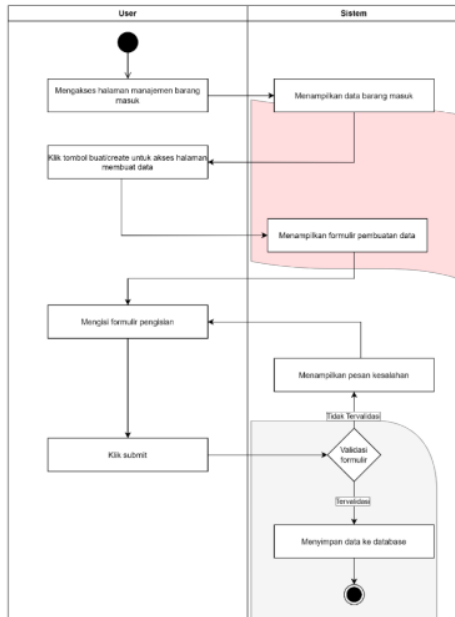 User
Sistem
Mengakses halaman manajemen barang
masuk
Menampilkan data barang masuk
Klik tombol buat/create untuk akses halaman
membuat data
Menampilkan formulir pembuatan data
Mengisi formulir pengisian
Menampilkan pesan kesalahan
Tidak Tervalidasi
Klik submit
Validasi
formulir
Tervalidasi
Menyimpan data ke database